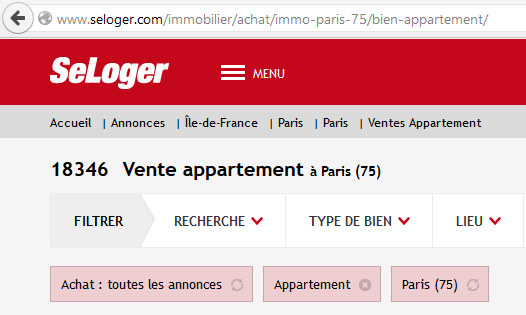 www.seloger.com/immobilier/achat/immo-paris-75/bien-appartement/
SeLoger MENU
Accueil | Annonces | Île-de-France | Paris | Paris | Ventes Appartement
18346 Vente appartement à Paris (75)
FILTRER RECHERCHE TYPE DE BIEN LIEU
Achat : toutes les annonces Appartement Paris (75)